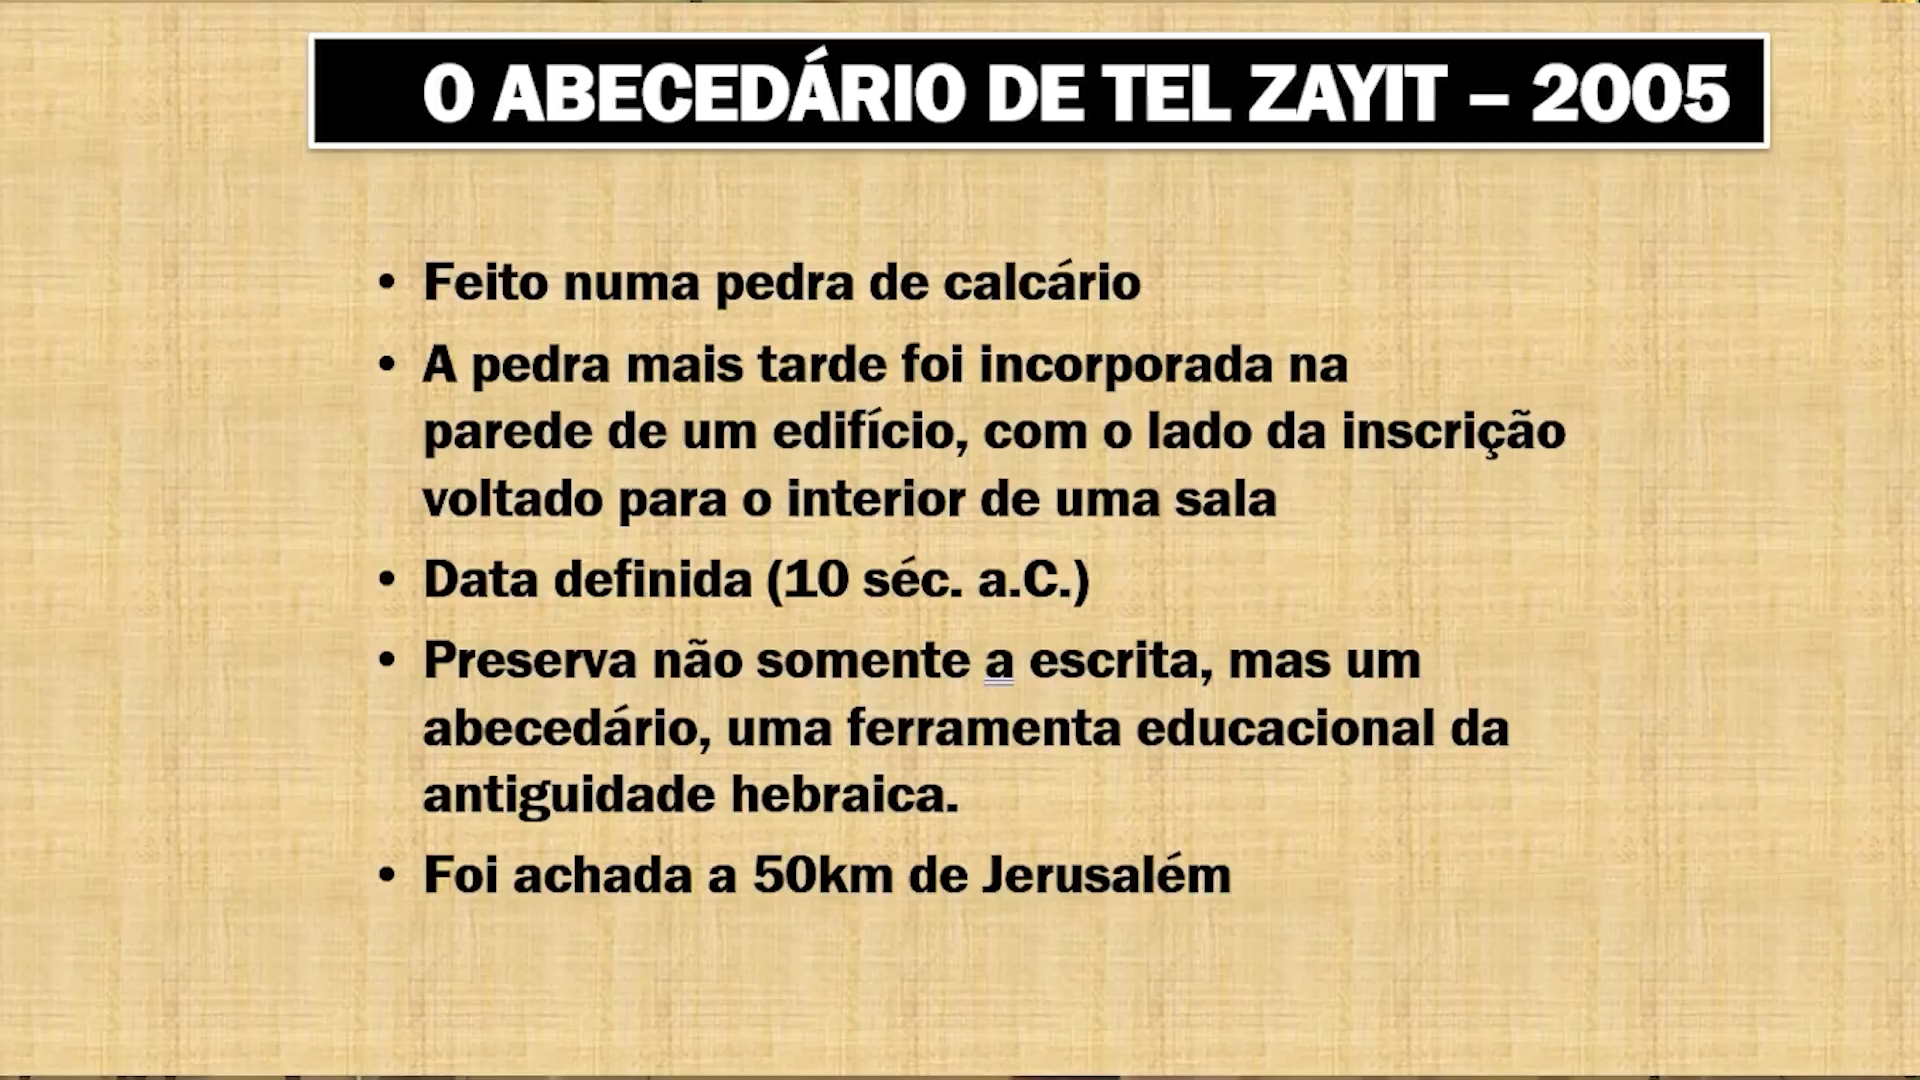 O ABECEDÁRIO DE TEL ZAYIT – 2005
• Feito numa pedra de calcário
• A pedra mais tarde foi incorporada na
parede de um edifício, com o lado da inscrição
voltado para o interior de uma sala
• Data definida (10 séc. a.C.)
• Preserva não somente a escrita, mas um
abecedário, uma ferramenta educacional da
antiguidade hebraica.
• Foi achada a 50km de Jerusalém